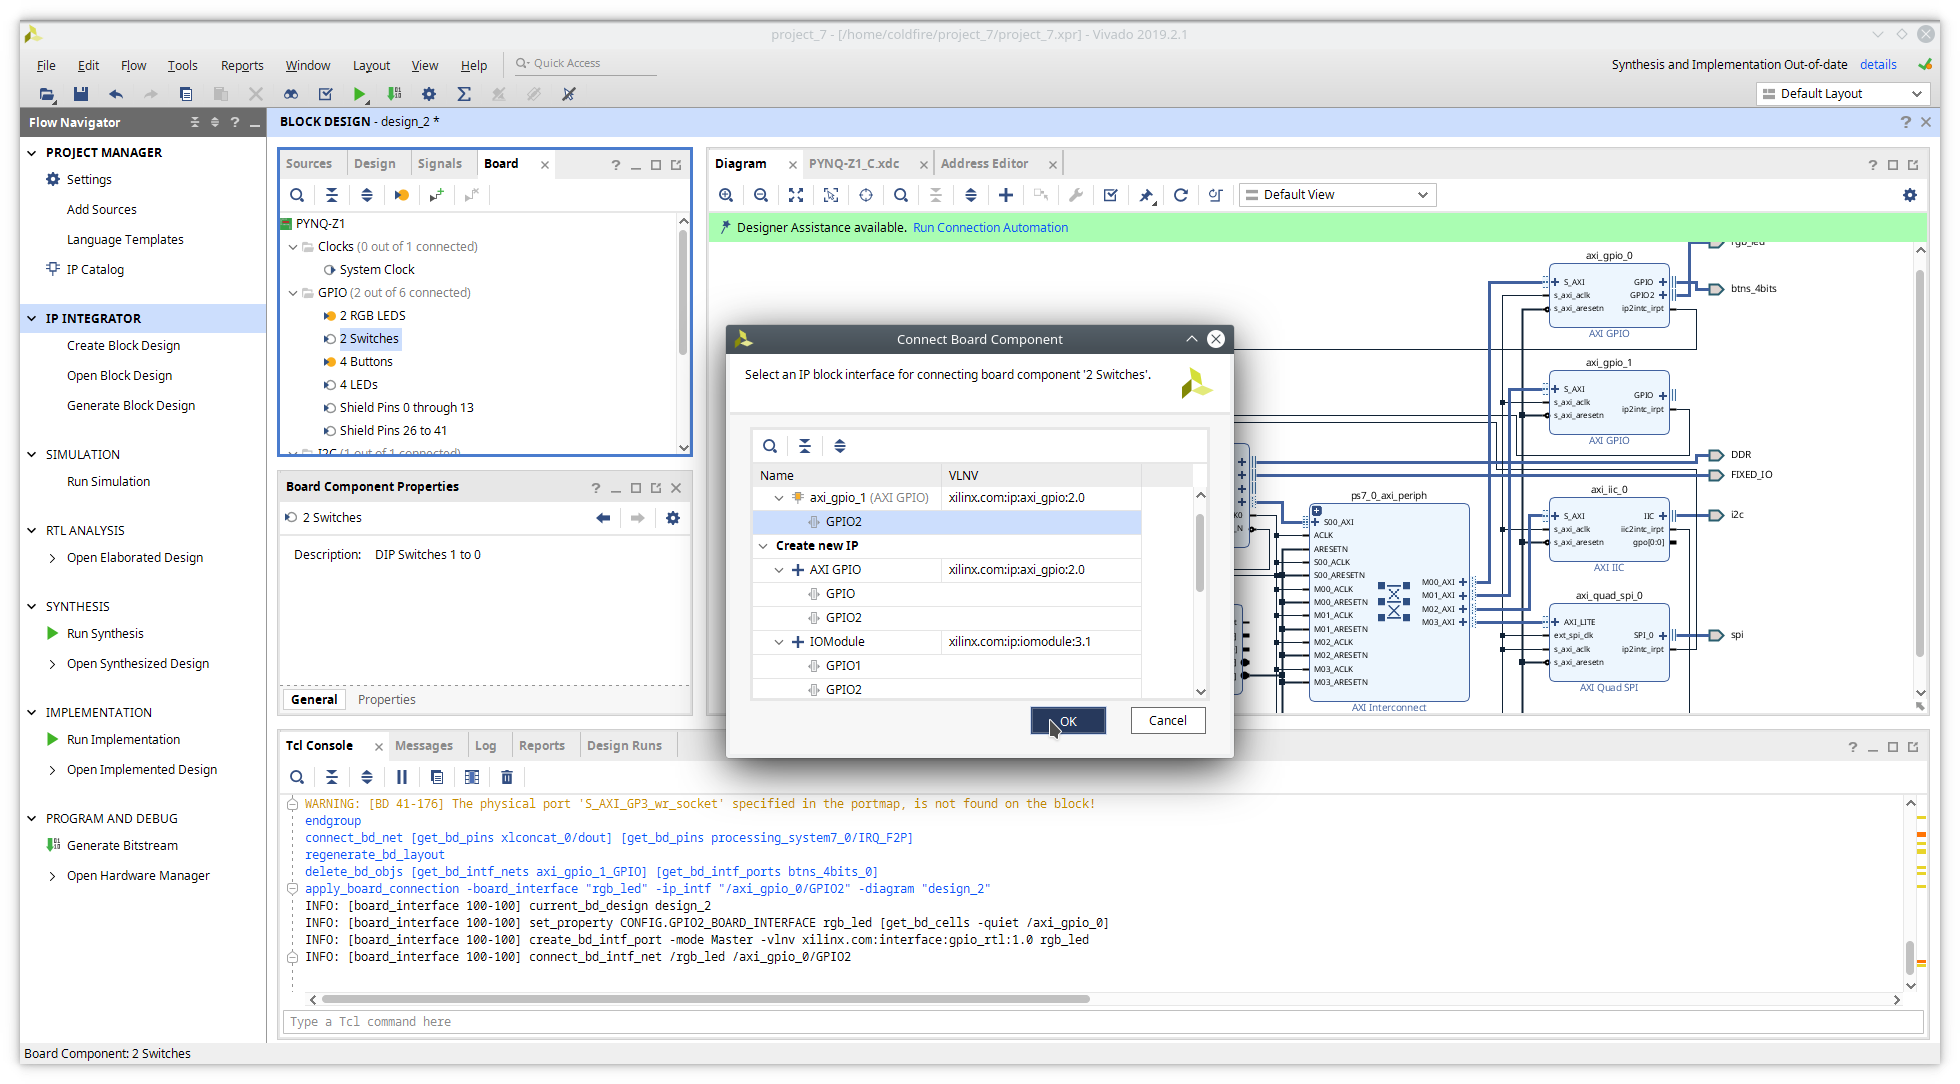 project_7 - [/home/coldfire/project_7/project_7.xpr] - Vivado 2019.2.1
File Edit Flow Tools Reports Window Layout View Help Quick Access
Synthesis and Implementation Out-of-date details
Default Layout
Flow Navigator
PROJECT MANAGER
Settings
Add Sources
Language Templates
IP Catalog
IP INTEGRATOR
Create Block Design
Open Block Design
Generate Block Design
SIMULATION
Run Simulation
RTL ANALYSIS
Open Elaborated Design
SYNTHESIS
Run Synthesis
Open Synthesized Design
IMPLEMENTATION
Run Implementation
Open Implemented Design
PROGRAM AND DEBUG
Generate Bitstream
Open Hardware Manager
BLOCK DESIGN - design_2 *
Sources Design Signals Board
PYNQ-Z1
Clocks (0 out of 1 connected)
System Clock
GPIO (2 out of 6 connected)
2 RGB LEDS
2 Switches
4 Buttons
4 LEDs
Shield Pins 0 through 13
Shield Pins 26 to 41
I2C (1 out of 1 connected)
Board Component Properties
2 Switches
Description: DIP Switches 1 to 0
General Properties
Diagram PYNQ-Z1_C.xdc Address Editor
Default View
Designer Assistance available. Run Connection Automation
rgb_led
axi_gpio_0
S_AXI GPIO
s_axi_aclk GPIO2
s_axi_aresetn ip2intc_irpt
AXI GPIO
btns_4bits
axi_gpio_1
S_AXI
GPIO
s_axi_aclk
ip2intc_irpt
s_axi_aresetn
AXI GPIO
DDR
FIXED_IO
axi_iic_0
S_AXI IIC
s_axi_aclk iic2intc_irpt
s_axi_aresetn gpo[0:0]
AXI IIC
i2c
axi_quad_spi_0
AXI_LITE
ext_spi_clk SPI_0
s_axi_aclk ip2intc_irpt
s_axi_aresetn
AXI Quad SPI
spi
ps7_0_axi_periph
S00_AXI
ACLK
ARESETN
S00_ACLK
S00_ARESETN
M00_ACLK
M00_ARESETN
M01_ACLK
M01_ARESETN
M02_ACLK
M02_ARESETN
M03_ACLK
M03_ARESETN
M00_AXI
M01_AXI
M02_AXI
M03_AXI
AXI Interconnect
Connect Board Component
Select an IP block interface for connecting board component '2 Switches'.
Name VLNV
axi_gpio_1 (AXI GPIO) xilinx.com:ip:axi_gpio:2.0
GPIO2
Create new IP
AXI GPIO xilinx.com:ip:axi_gpio:2.0
GPIO
GPIO2
IOModule xilinx.com:ip:iomodule:3.1
GPIO1
GPIO2
OK Cancel
Tcl Console Messages Log Reports Design Runs
WARNING: [BD 41-176] The physical port 'S_AXI_GP3_wr_socket' specified in the portmap, is not found on the block!
endgroup
connect_bd_net [get_bd_pins xlconcat_0/dout] [get_bd_pins processing_system7_0/IRQ_F2P]
regenerate_bd_layout
delete_bd_objs [get_bd_intf_nets axi_gpio_1_GPIO] [get_bd_intf_ports btns_4bits_0]
apply_board_connection -board_interface "rgb_led" -ip_intf "/axi_gpio_0/GPIO2" -diagram "design_2"
INFO: [board_interface 100-100] current_bd_design design_2
INFO: [board_interface 100-100] set_property CONFIG.GPIO2_BOARD_INTERFACE rgb_led [get_bd_cells -quiet /axi_gpio_0]
INFO: [board_interface 100-100] create_bd_intf_port -mode Master -vlnv xilinx.com:interface:gpio_rtl:1.0 rgb_led
INFO: [board_interface 100-100] connect_bd_intf_net /rgb_led /axi_gpio_0/GPIO2
Type a Tcl command here
Board Component: 2 Switches